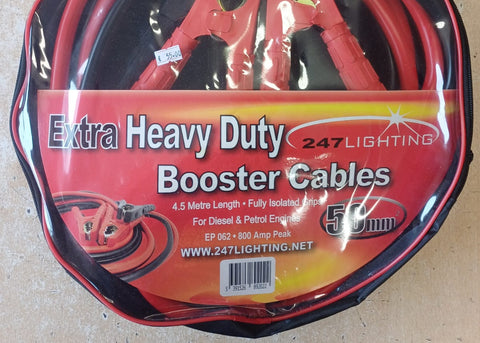 Extra Heavy Duty
247LIGHTING
Booster Cables
4.5 Metre Length • Fully Isolated Grips
For Diesel & Petrol Engines
50mm
EP 062 • 800 Amp Peak
WWW.247LIGHTING.NET